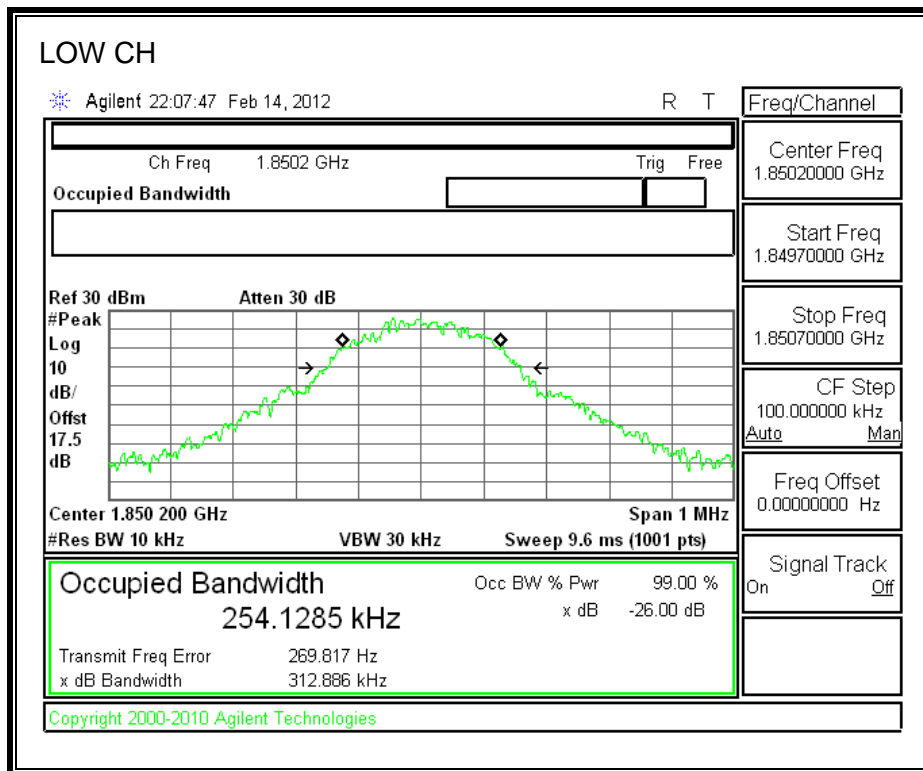 LOW CH
Agilent 22:07:47 Feb 14, 2012 R T
Ch Freq 1.8502 GHz Trig Free
Occupied Bandwidth
Ref 30 dBm Atten 30 dB
#Peak
Log
10
dB/
Offst
17.5
dB
Center 1.850 200 GHz Span 1 MHz
#Res BW 10 kHz VBW 30 kHz Sweep 9.6 ms (1001 pts)
Occupied Bandwidth Occ BW % Pwr 99.00 %
254.1285 kHz x dB -26.00 dB
Transmit Freq Error 269.817 Hz
x dB Bandwidth 312.886 kHz
Copyright 2000-2010 Agilent Technologies
Freq/Channel
Center Freq
1.85020000 GHz
Start Freq
1.84970000 GHz
Stop Freq
1.85070000 GHz
CF Step
100.000000 kHz
Auto Man
Freq Offset
0.00000000 Hz
Signal Track
On Off